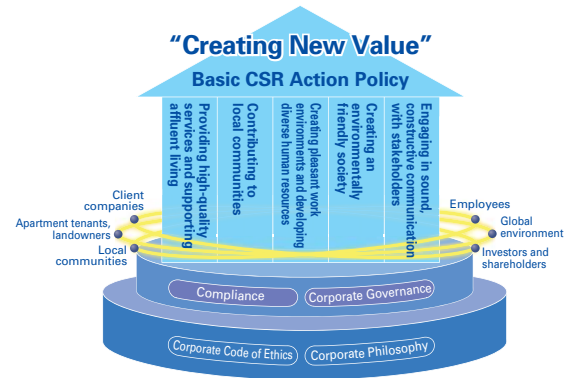 “Creating New Value”
Basic CSR Action Policy
Providing high-quality
services and supporting
affluent living
Contributing to
local communities
Creating pleasant work
environments and developing
diverse human resources
Creating an
environmentally
friendly society
Engaging in sound,
constructive communication
with stakeholders
Client
companies
Apartment tenants,
landowners
Local
communities
Employees
Global
environment
Investors and
shareholders
Compliance
Corporate Governance
Corporate Code of Ethics
Corporate Philosophy